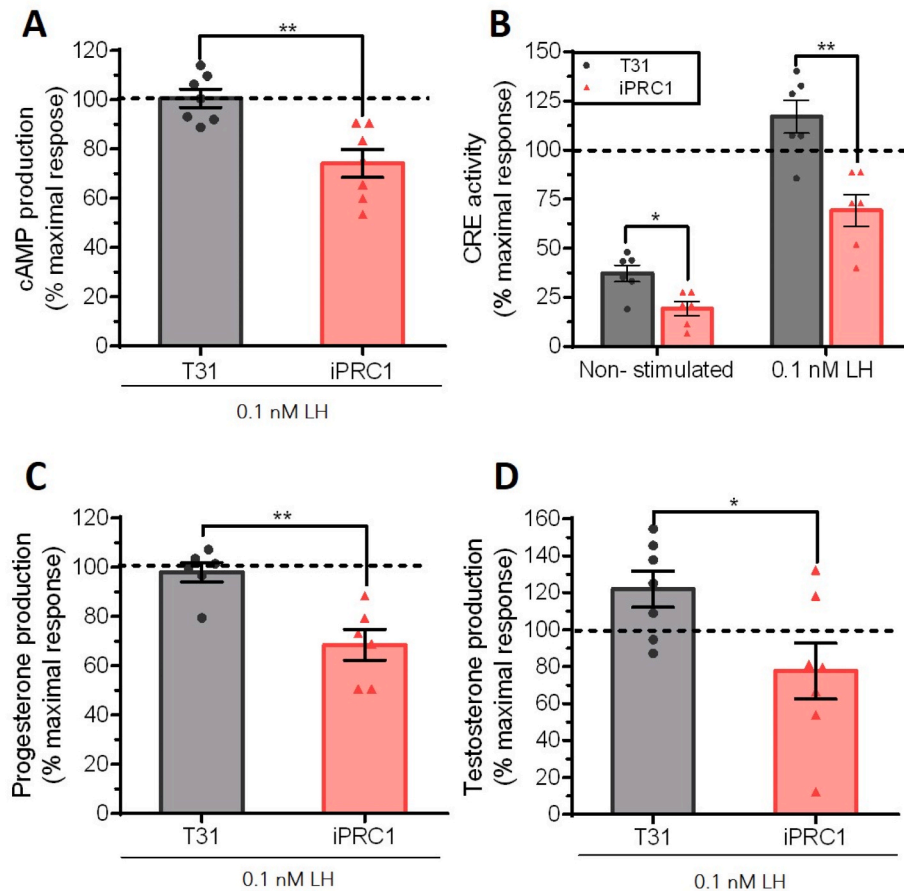 A
**
cAMP production
(% maximal respose)
120
100
80
60
40
20
0
T31
iPRC1
0.1 nM LH
B
T31
iPRC1
**
*
CRE activity
(% maximal response)
150
125
100
75
50
25
0
Non- stimulated
0.1 nM LH
C
**
Progesterone production
(% maximal response)
120
100
80
60
40
20
0
T31
iPRC1
0.1 nM LH
D
*
Testosterone production
(% maximal response)
160
140
120
100
80
60
40
20
0
T31
iPRC1
0.1 nM LH